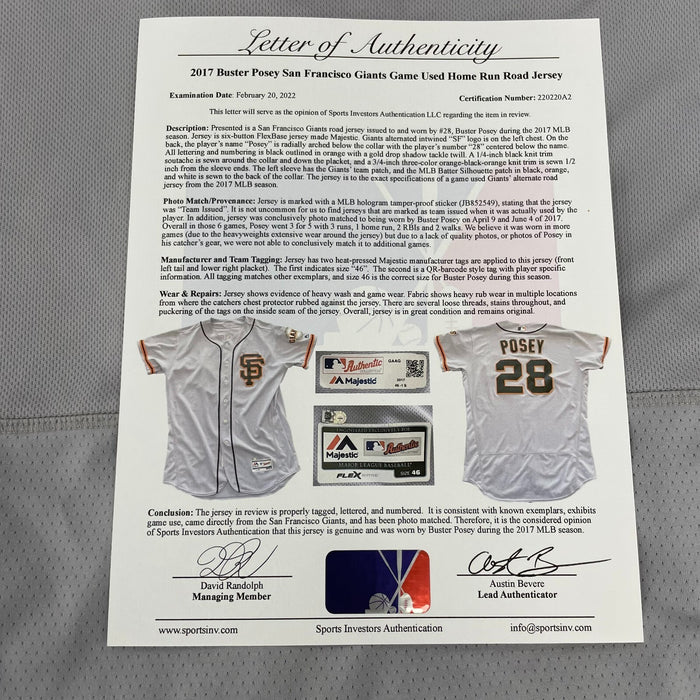 Letter of Authenticity
2017 Buster Posey San Francisco Giants Game Used Home Run Road Jersey
Examination Date: February 20, 2022
Certification Number: 220220A2
This letter will serve as the opinion of Sports Investors Authentication LLC regarding the item in review.
Description: Presented is a San Francisco Giants road jersey issued to and worn by #28, Buster Posey during the 2017 MLB
season. Jersey is six-button FlexBase jersey made Majestic. Giants alternated intwined "SF" logo is on the left chest. On the
back, the player's name "Posey" is radially arched below the collar with the player's number "28" centered below the name.
All lettering and numbering is black outlined in orange with a gold drop shadow tackle twill. A 1/4-inch black knit trim
soutache is sewn around the collar and down the placket, and a 3/4-inch three-color orange-black-orange knit trim is sewn 1/2
inch from the sleeve ends. The left sleeve has the Giants' team patch, and the MLB Batter Silhouette patch in black, orange,
and white is sewn to the back of the collar. The jersey is to the exact specifications of a game used Giants' alternate road
jersey from the 2017 MLB season.
Photo Match/Provenance: Jersey is marked with a MLB hologram tamper-proof sticker (JB852549), stating that the jersey
was "Team Issued". It is not uncommon for us to find jerseys that are marked as team issued when it was actually used by the
player. In addition, jersey was conclusively photo matched to being worn by Buster Posey on April 9 and June 4 of 2017.
Overall in those 6 games, Posey went 3 for 5 with 3 runs, 1 home run, 2 RBIs and 2 walks. We believe it was worn in more
games (due to the heavyweights extensive wear around the jersey) but due to a lack of quality photos, or photos of Posey in
his catcher's gear, we were not able to conclusively match it to additional games.
Manufacturer and Team Tagging: Jersey has two heat-pressed Majestic manufacturer tags are applied to this jersey (front
left tail and lower right placket). The first indicates size "46". The second is a QR-barcode style tag with player specific
information. All tagging matches other exemplars, and size 46 is the correct size for Buster Posey during this season.
Wear & Repairs: Jersey shows evidence of heavy wash and game wear. Fabric shows heavy rub wear in multiple locations
from where the catchers chest protector rubbed against the jersey. There are several loose threads, stains throughout, and
puckering of the tags on the inside seam of the jersey. Overall, jersey is in great condition and remains original.
SF
Authentic
GAAG
Majestic
2017
POSEY
28
ENGINEERED EXCLUSIVELY FOR
Majestic
Authentic
MAJOR LEAGUE BASEBALL
FLEX
SIZE 46
Conclusion: The jersey in review is properly tagged, lettered, and numbered. It is consistent with known exemplars, exhibits
game use, came directly from the San Francisco Giants, and has been photo matched. Therefore, it is the considered opinion
of Sports Investors Authentication that this jersey is genuine and was worn by Buster Posey during the 2017 MLB season.
David Randolph
Managing Member
Austin Bevere
Lead Authenticator
www.sportsinv.com
Sports Investors Authentication
info@sportsinv.com